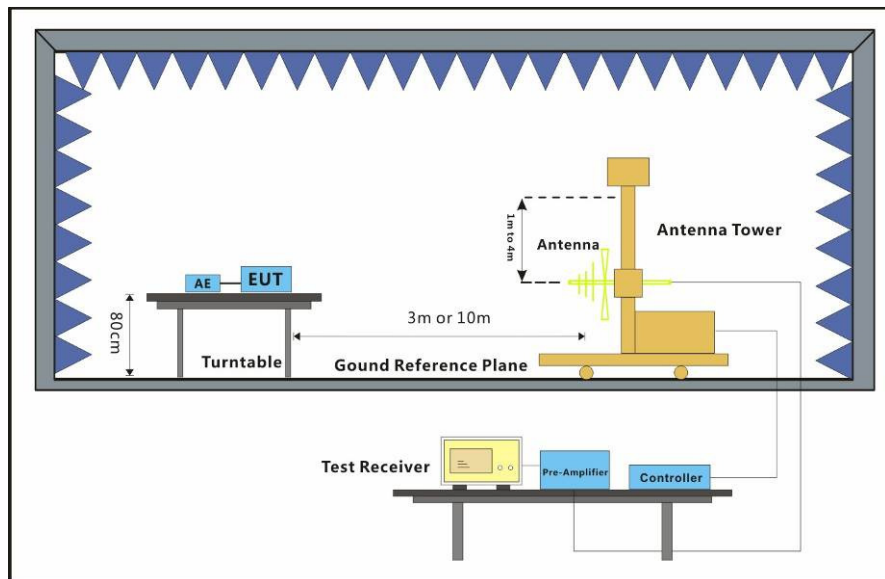 1m to 4m
Antenna
Antenna Tower
AE
EUT
80cm
3m or 10m
Turntable
Gound Reference Plane
Test Receiver
Pre-Amplifier
Controller